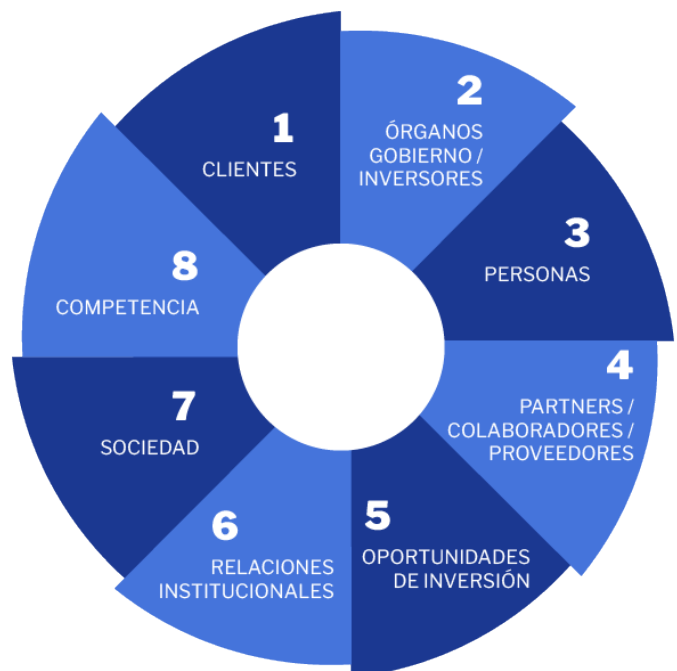 1
CLIENTES
2
ÓRGANOS
GOBIERNO /
INVERSORES
3
PERSONAS
4
PARTNERS /
COLABORADORES /
PROVEEDORES
5
OPORTUNIDADES
DE INVERSIÓN
6
RELACIONES
INSTITUCIONALES
7
SOCIEDAD
8
COMPETENCIA